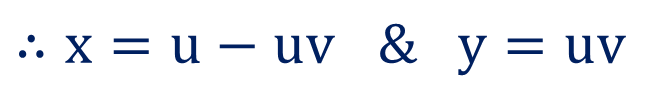 ∴ x = u − uv & y = uv